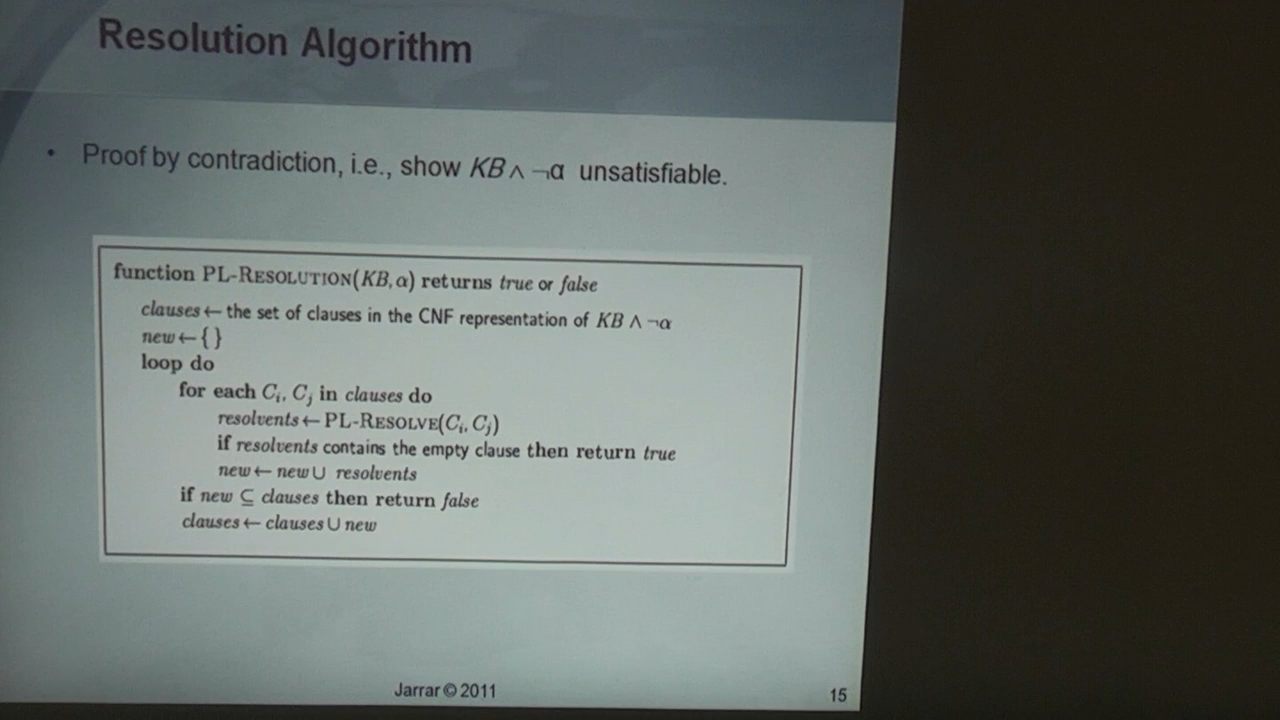 Resolution Algorithm
• Proof by contradiction, i.e., show KB ∧ ¬α unsatisfiable.
function PL-RESOLUTION(KB, α) returns true or false
clauses ← the set of clauses in the CNF representation of KB ∧ ¬α
new ← { }
loop do
for each Ci, Cj in clauses do
resolvents ← PL-RESOLVE(Ci, Cj)
if resolvents contains the empty clause then return true
new ← new ∪ resolvents
if new ⊆ clauses then return false
clauses ← clauses ∪ new
Jarrar © 2011
15